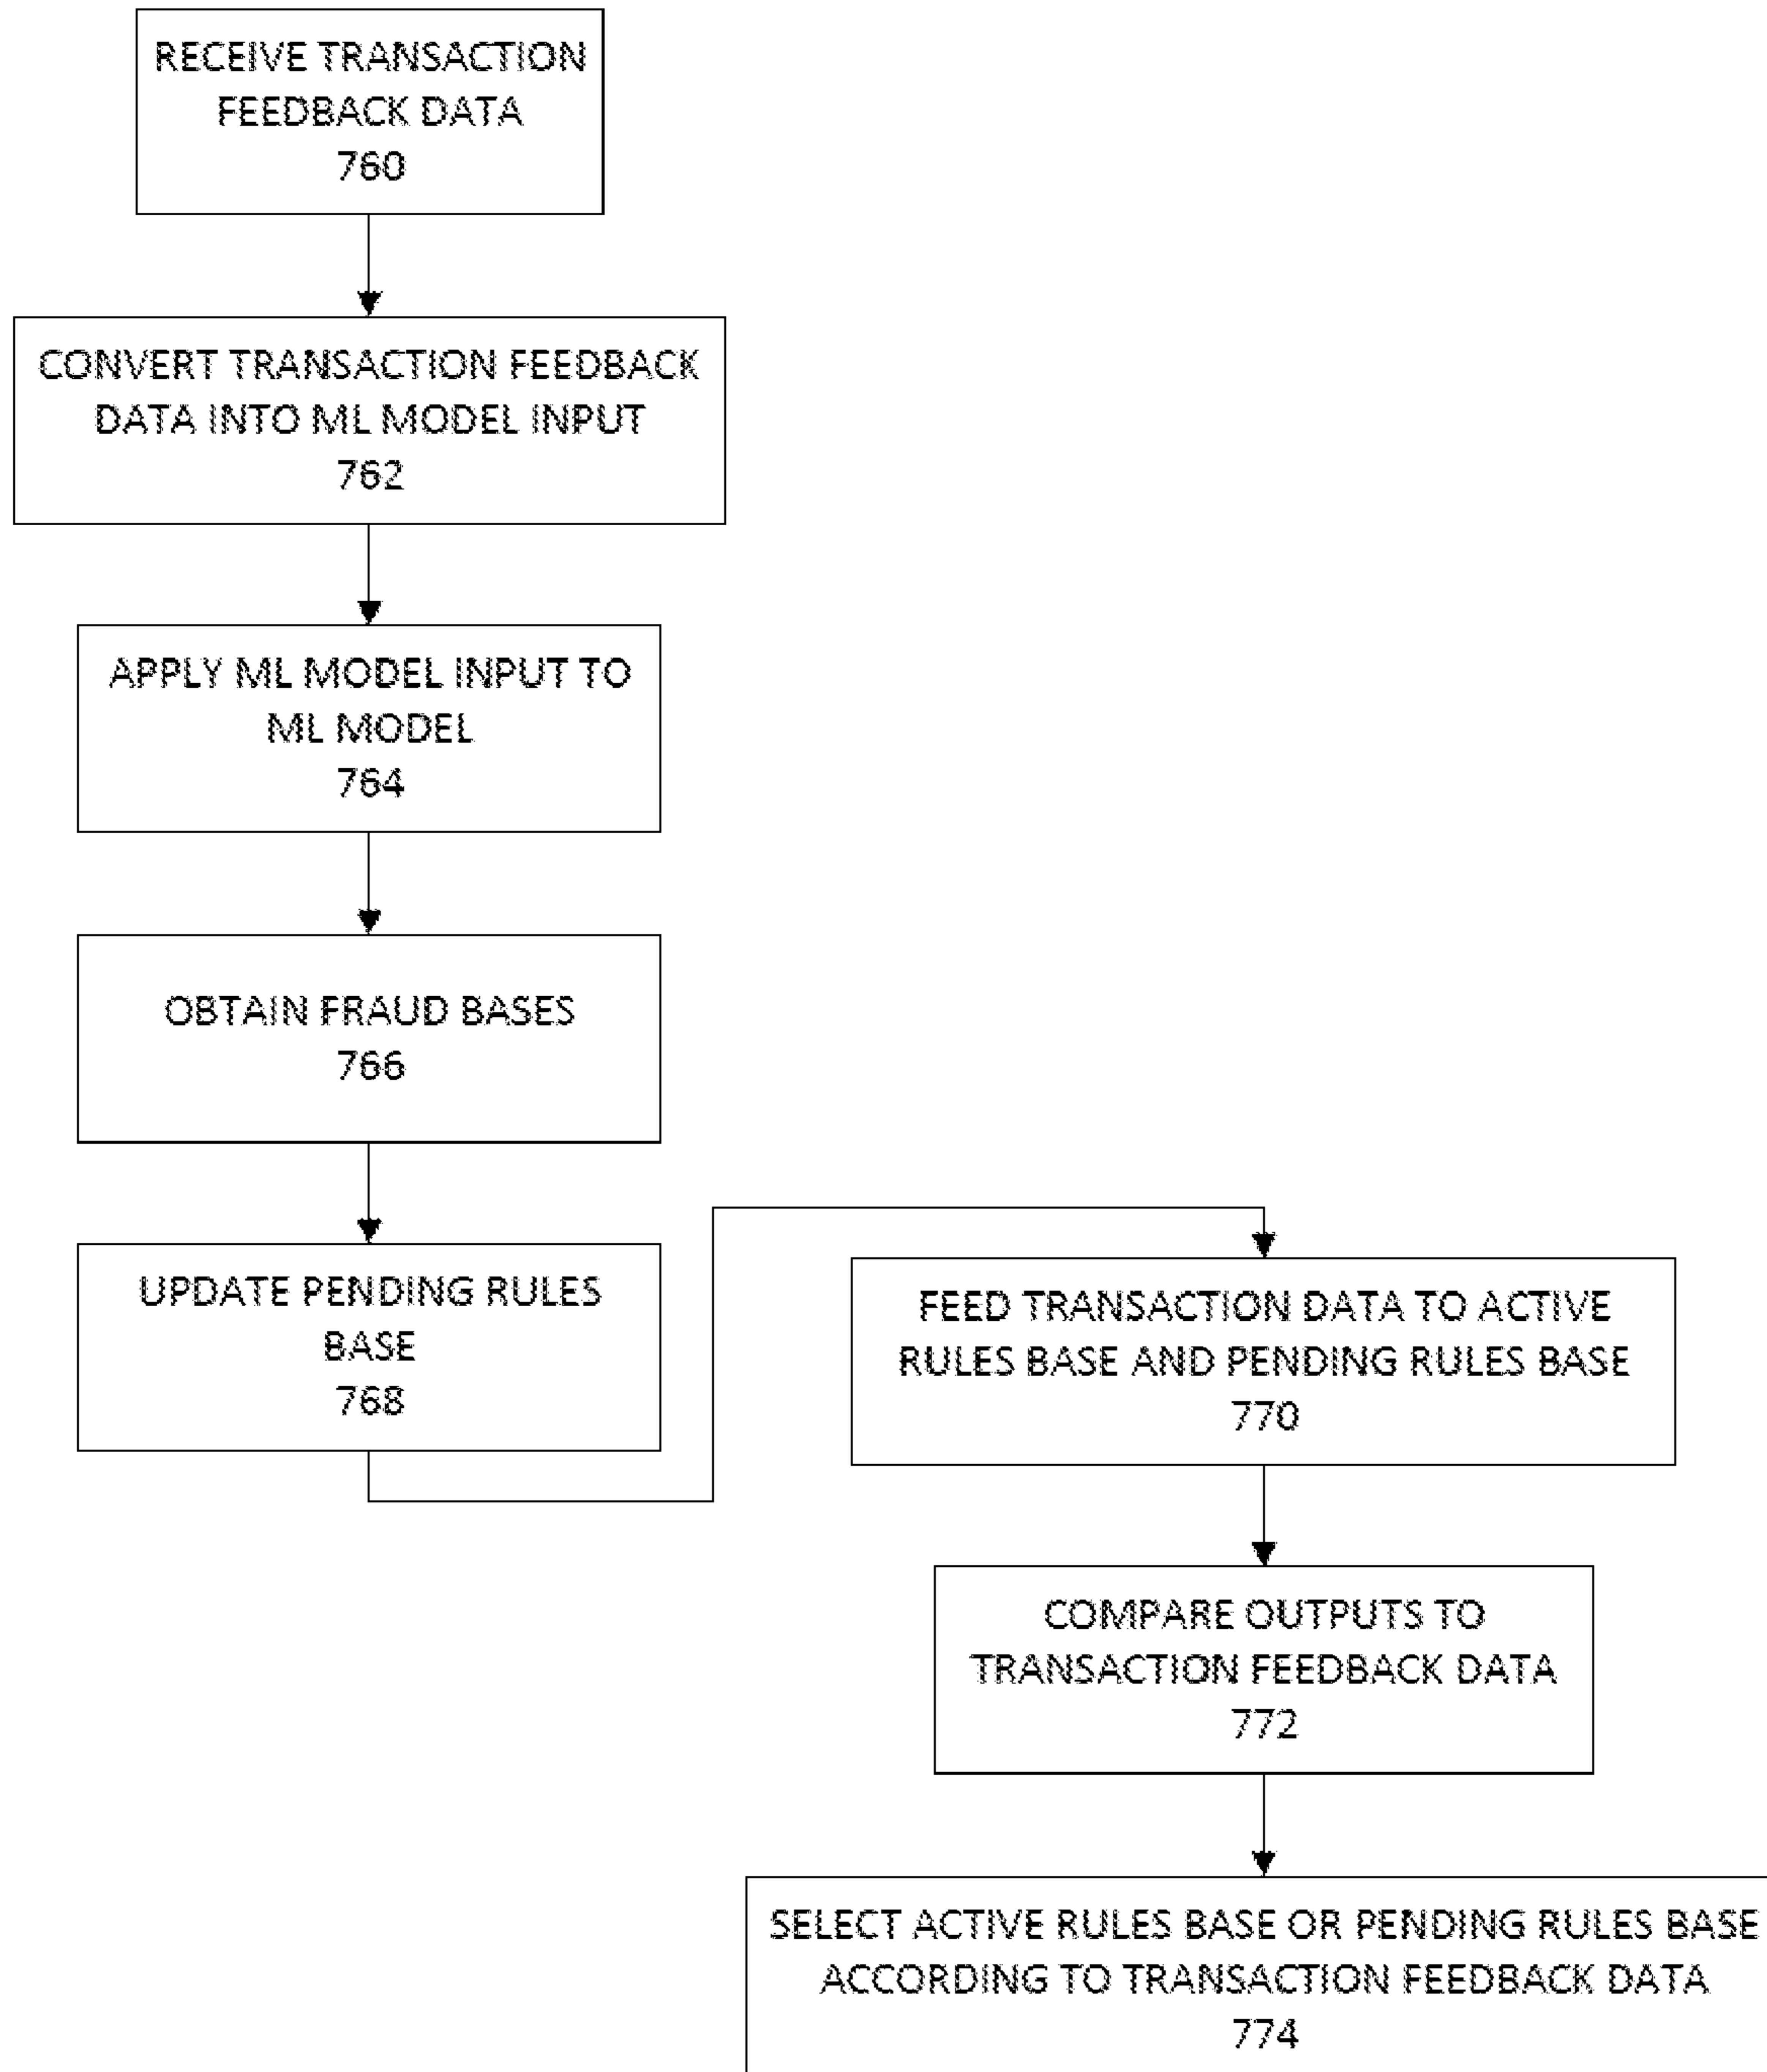 RECEIVE TRANSACTION
FEEDBACK DATA
760
CONVERT TRANSACTION FEEDBACK
DATA INTO ML MODEL INPUT
762
APPLY ML MODEL INPUT TO
ML MODEL
764
OBTAIN FRAUD BASES
766
UPDATE PENDING RULES
BASE
768
FEED TRANSACTION DATA TO ACTIVE
RULES BASE AND PENDING RULES BASE
770
COMPARE OUTPUTS TO
TRANSACTION FEEDBACK DATA
772
SELECT ACTIVE RULES BASE OR PENDING RULES BASE
ACCORDING TO TRANSACTION FEEDBACK DATA
774